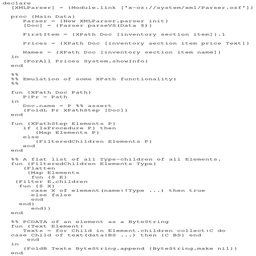 declare
[XMLParser] = {Module.link ['x-oz://system/xml/Parser.ozf']}
proc {Main Data}
Parser = {New XMLParser.parser init}
[Doc] = {Parser parseVS(Data $)}
FirstItem = {XPath Doc [inventory section item]}.1
Prices = {XPath Doc [inventory section item price Text]}
Names = {XPath Doc [inventory section item name]}
in
{ForAll Prices System.showInfo}
end
%%
%% Emulation of some XPath functionality:
%%
fun {XPath Doc Path}
P|Pr = Path
in
Doc.name = P %% assert
{FoldL Pr XPathStep [Doc]}
end
fun {XPathStep Elements P}
if {IsProcedure P} then
{Map Elements P}
else
{FilteredChildren Elements P}
end
end
%% A flat list of all Type-children of all Elements.
fun {FilteredChildren Elements Type}
{Flatten
{Map Elements
fun {$ E}
{Filter E.children
fun {$ X}
case X of element(name:!Type ...) then true
else false
end
end}
end}}
end
%% PCDATA of an element as a ByteString
fun {Text Element}
Texts = for Child in Element.children collect:C do
case Child of text(data:BS ...) then {C BS} end
end
in
{FoldR Texts ByteString.append {ByteString.make nil}}
end